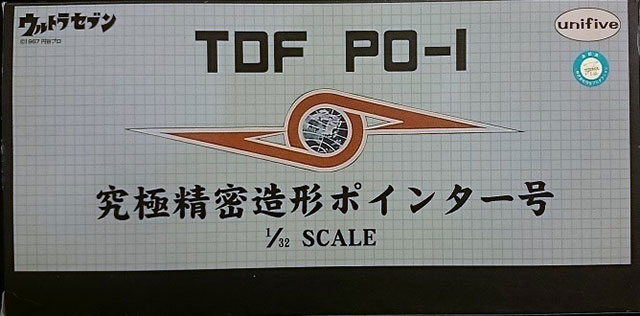 ウルトラセブン
©1967 円谷プロ
unifive
TDF PO-1
究極精密造形ポインター号
1/32 SCALE